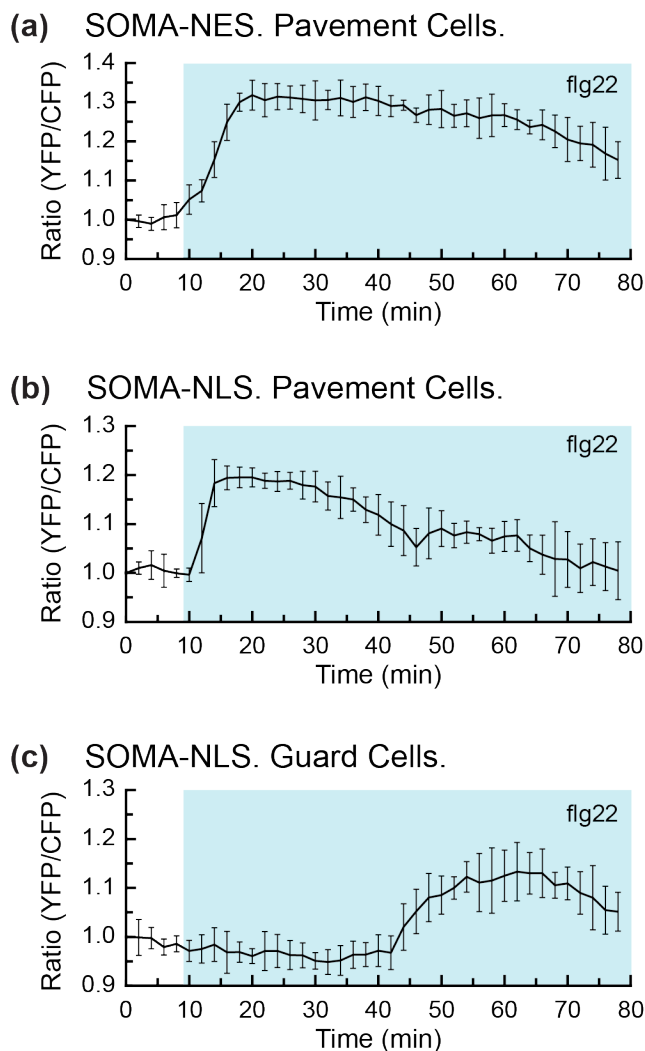 (a) SOMA-NES. Pavement Cells.
1.4
1.3
1.2
1.1
1.0
0.9
Ratio (YFP/CFP)
flg22
0 10 20 30 40 50 60 70 80
Time (min)
(b) SOMA-NLS. Pavement Cells.
1.3
1.2
1.1
1.0
0.9
Ratio (YFP/CFP)
flg22
0 10 20 30 40 50 60 70 80
Time (min)
(c) SOMA-NLS. Guard Cells.
1.3
1.2
1.1
1.0
0.9
Ratio (YFP/CFP)
flg22
0 10 20 30 40 50 60 70 80
Time (min)